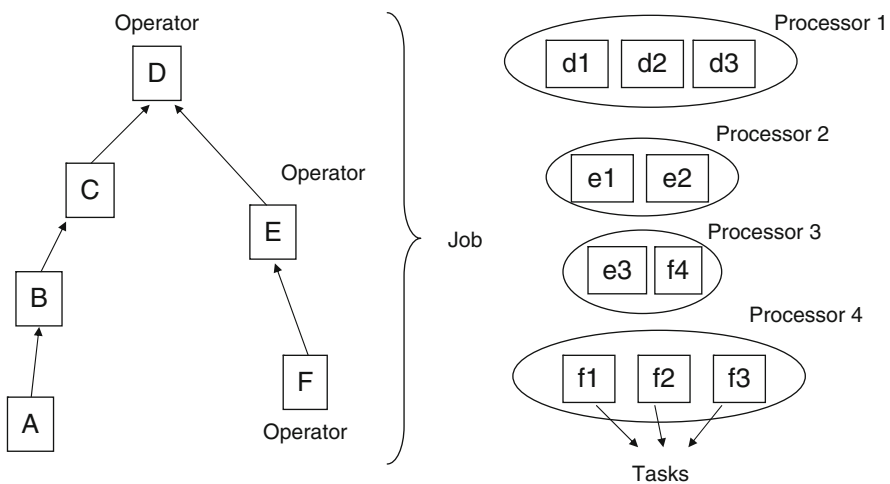 Operator
D
C
Operator
E
B
F
A
Operator
Job
Processor 1
d1 d2 d3
Processor 2
e1 e2
Processor 3
e3 f4
Processor 4
f1 f2 f3
Tasks